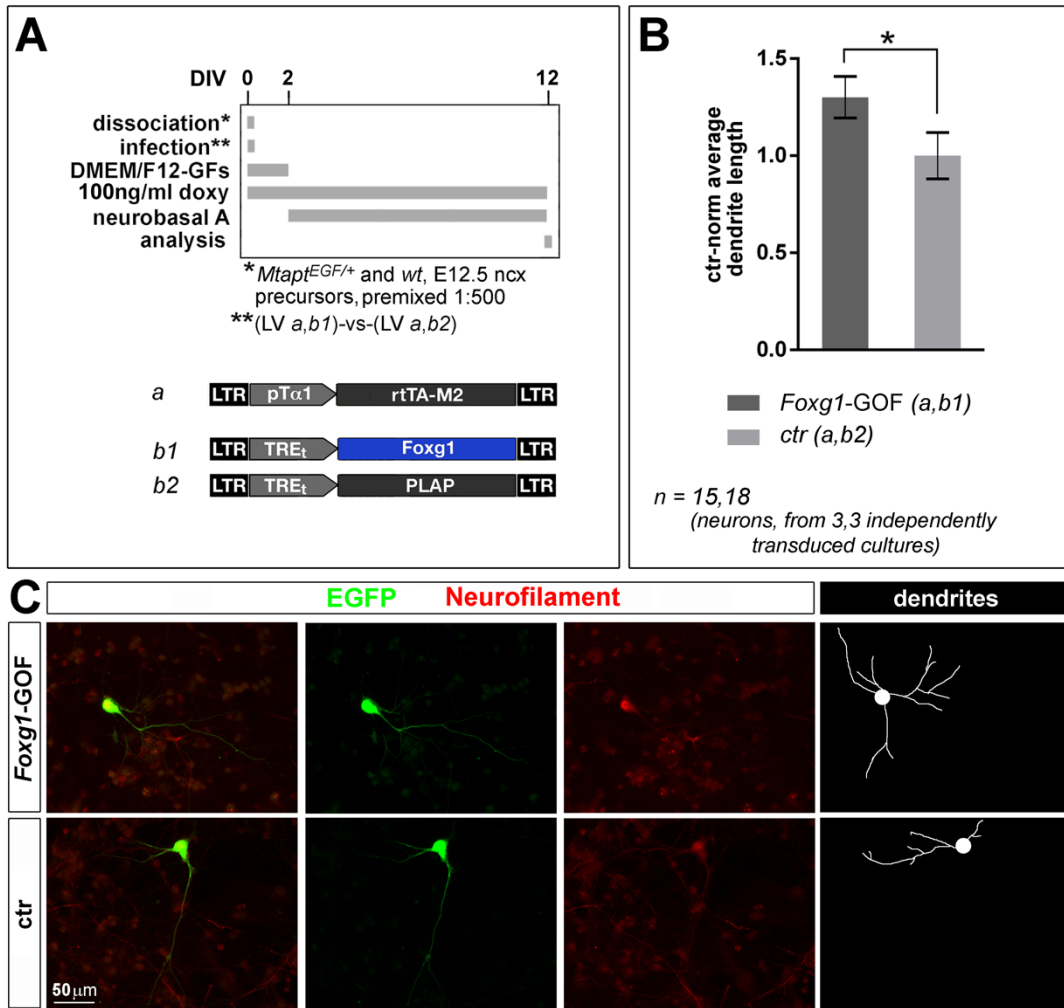 A
DIV 0 2 12
dissociation*
infection**
DMEM/F12-GFs
100ng/ml doxy
neurobasal A
analysis
*Mtapt^EGF/+ and wt, E12.5 ncx
precursors, premixed 1:500
**(LV a,b1)-vs-(LV a,b2)
a LTR pTα1 rtTA-M2 LTR
b1 LTR TREt Foxg1 LTR
b2 LTR TREt PLAP LTR
B
*
ctr-norm average
dendrite length
1.5
1.0
0.5
0.0
Foxg1-GOF (a,b1)
ctr (a,b2)
n = 15,18
(neurons, from 3,3 independently
transduced cultures)
C
EGFP Neurofilament dendrites
Foxg1-GOF
ctr
50 μm